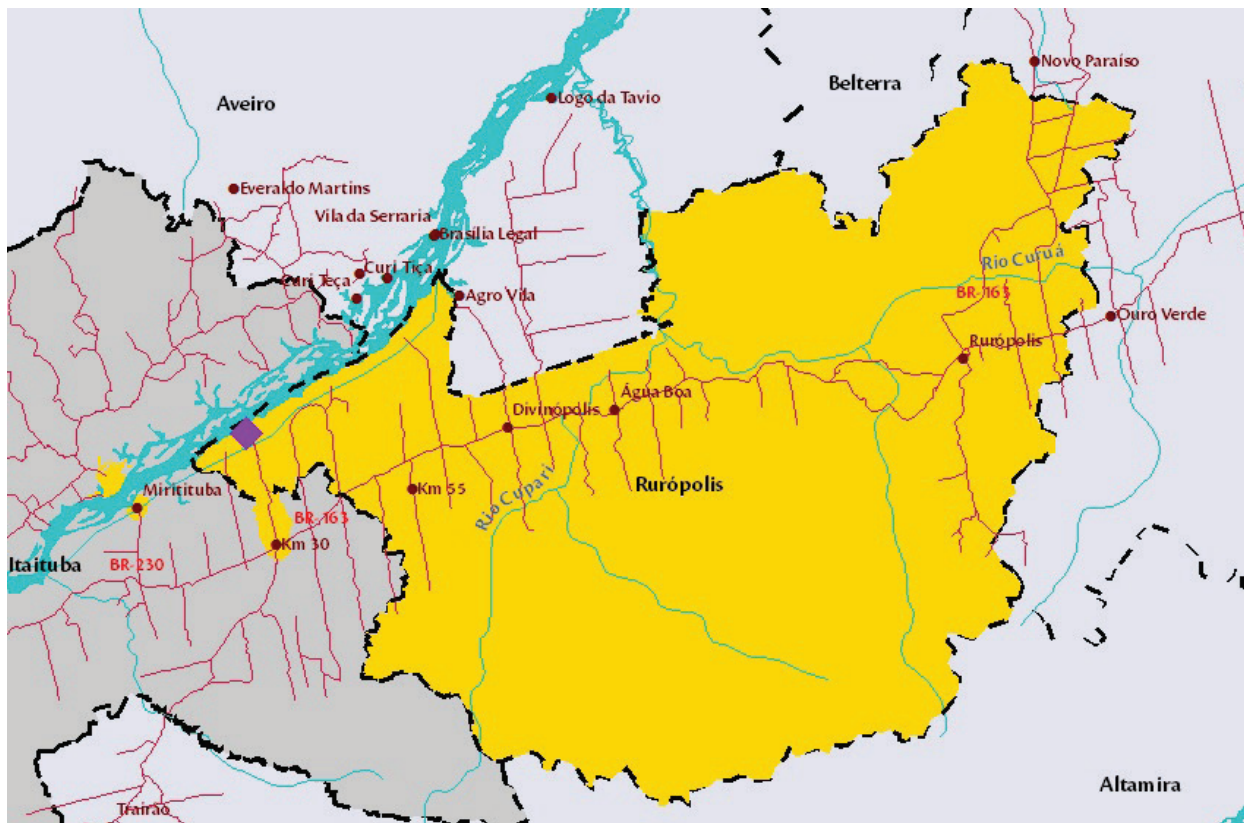 Novo Paraíso
Belterra
Logo da Tavio
Aveiro
Everaldo Martins
Vila da Serraria
Brasília Legal
Curi Tiça
Curi Teça
Agro Vila
Rio Curuá
BR-163
Ouro Verde
Rurópolis
Água Boa
Divinópolis
Rurópolis
Km 55
Rio Cupari
Miritituba
BR-163
Km 30
Itaituba
BR-230
Altamira
Trairão